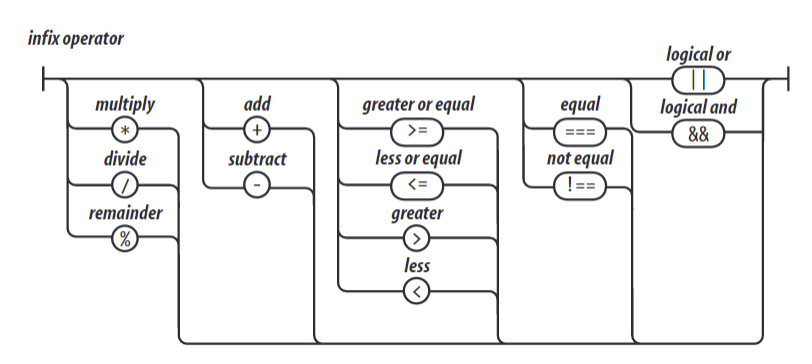 infix operator
logical or
||
multiply add greater or equal equal logical and
* + >= === &&
divide subtract less or equal not equal
/ - <= !==
remainder greater
% >
less
<